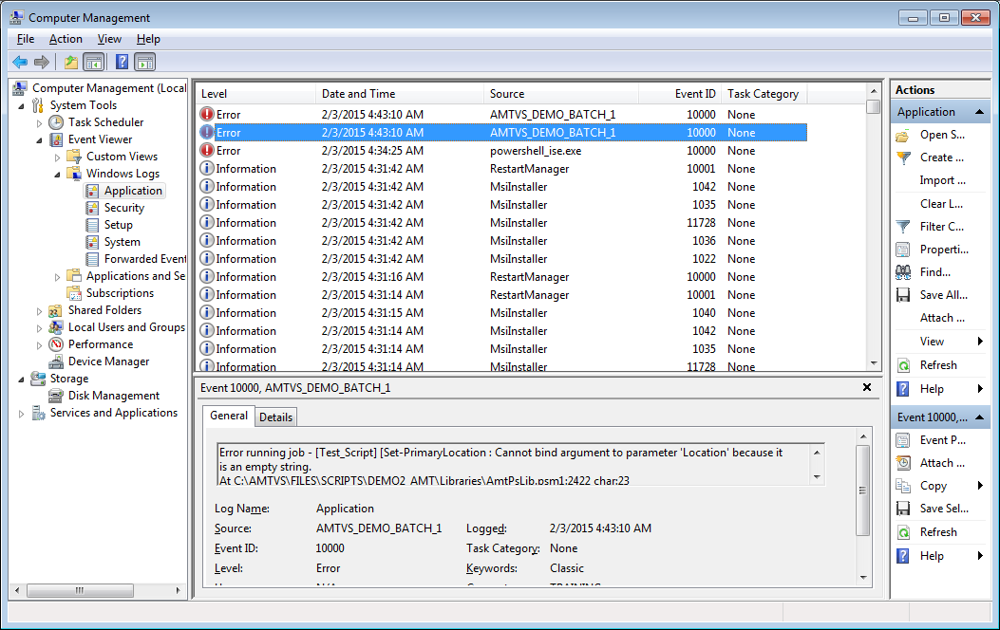 Computer Management
File Action View Help
Computer Management (Local
System Tools
Task Scheduler
Event Viewer
Custom Views
Windows Logs
Application
Security
Setup
System
Forwarded Event
Applications and Se
Subscriptions
Shared Folders
Local Users and Groups
Performance
Device Manager
Storage
Disk Management
Services and Applications
Level Date and Time Source Event ID Task Category
Error 2/3/2015 4:43:10 AM AMTVS_DEMO_BATCH_1 10000 None
Error 2/3/2015 4:43:10 AM AMTVS_DEMO_BATCH_1 10000 None
Error 2/3/2015 4:34:25 AM powershell_ise.exe 10000 None
Information 2/3/2015 4:31:42 AM RestartManager 10001 None
Information 2/3/2015 4:31:42 AM MsiInstaller 1042 None
Information 2/3/2015 4:31:42 AM MsiInstaller 1035 None
Information 2/3/2015 4:31:42 AM MsiInstaller 11728 None
Information 2/3/2015 4:31:42 AM MsiInstaller 1036 None
Information 2/3/2015 4:31:42 AM MsiInstaller 1022 None
Information 2/3/2015 4:31:16 AM RestartManager 10000 None
Information 2/3/2015 4:31:14 AM RestartManager 10001 None
Information 2/3/2015 4:31:15 AM MsiInstaller 1040 None
Information 2/3/2015 4:31:14 AM MsiInstaller 1042 None
Information 2/3/2015 4:31:14 AM MsiInstaller 1035 None
Information 2/3/2015 4:31:14 AM MsiInstaller 11728 None
Event 10000, AMTVS_DEMO_BATCH_1
General Details
Error running job - [Test_Script] [Set-PrimaryLocation : Cannot bind argument to parameter 'Location' because it
is an empty string.
At C:\AMTVS\FILES\SCRIPTS\DEMO2_AMT\Libraries\AmtPsLib.psm1:2422 char:23
Log Name: Application
Source: AMTVS_DEMO_BATCH_1 Logged: 2/3/2015 4:43:10 AM
Event ID: 10000 Task Category: None
Level: Error Keywords: Classic
Actions
Application
Open S...
Create ...
Import ...
Clear L...
Filter C...
Properti...
Find...
Save All...
Attach ...
View
Refresh
Help
Event 10000,...
Event P...
Attach ...
Copy
Save Sel...
Refresh
Help